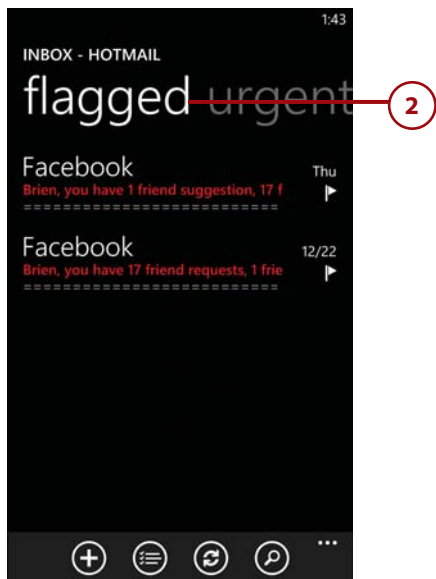 1:43
INBOX - HOTMAIL
flagged urgent
2
Facebook
Thu
Brien, you have 1 friend suggestion, 17 f
===========================
Facebook
12/22
Brien, you have 17 friend requests, 1 frie
===========================